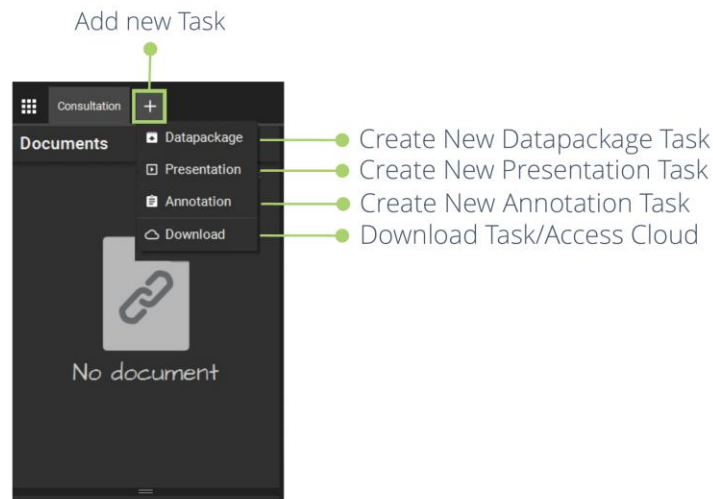 Add new Task
Consultation
Documents
Datapackage
Presentation
Annotation
Download
No document
Create New Datapackage Task
Create New Presentation Task
Create New Annotation Task
Download Task/Access Cloud